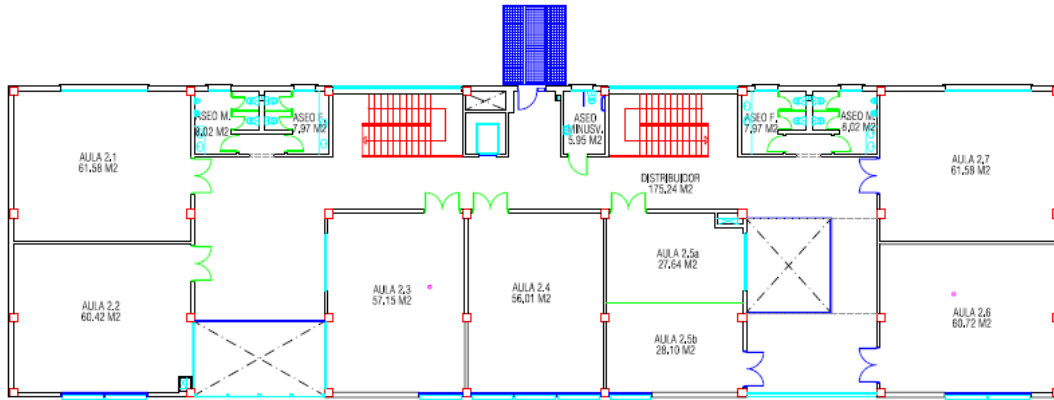 ASEO M.
8.02 M2
ASEO F.
7.97 M2
ASEO
MINUSV.
5.95 M2
ASEO F.
7.97 M2
ASEO M.
8.02 M2
AULA 2.1
61.58 M2
AULA 2.7
61.58 M2
DISTRIBUIDOR
175.24 M2
AULA 2.2
60.42 M2
AULA 2.3
57.15 M2
AULA 2.4
56,01 M2
AULA 2.5a
27.64 M2
AULA 2.5b
28.10 M2
AULA 2.6
60.72 M2